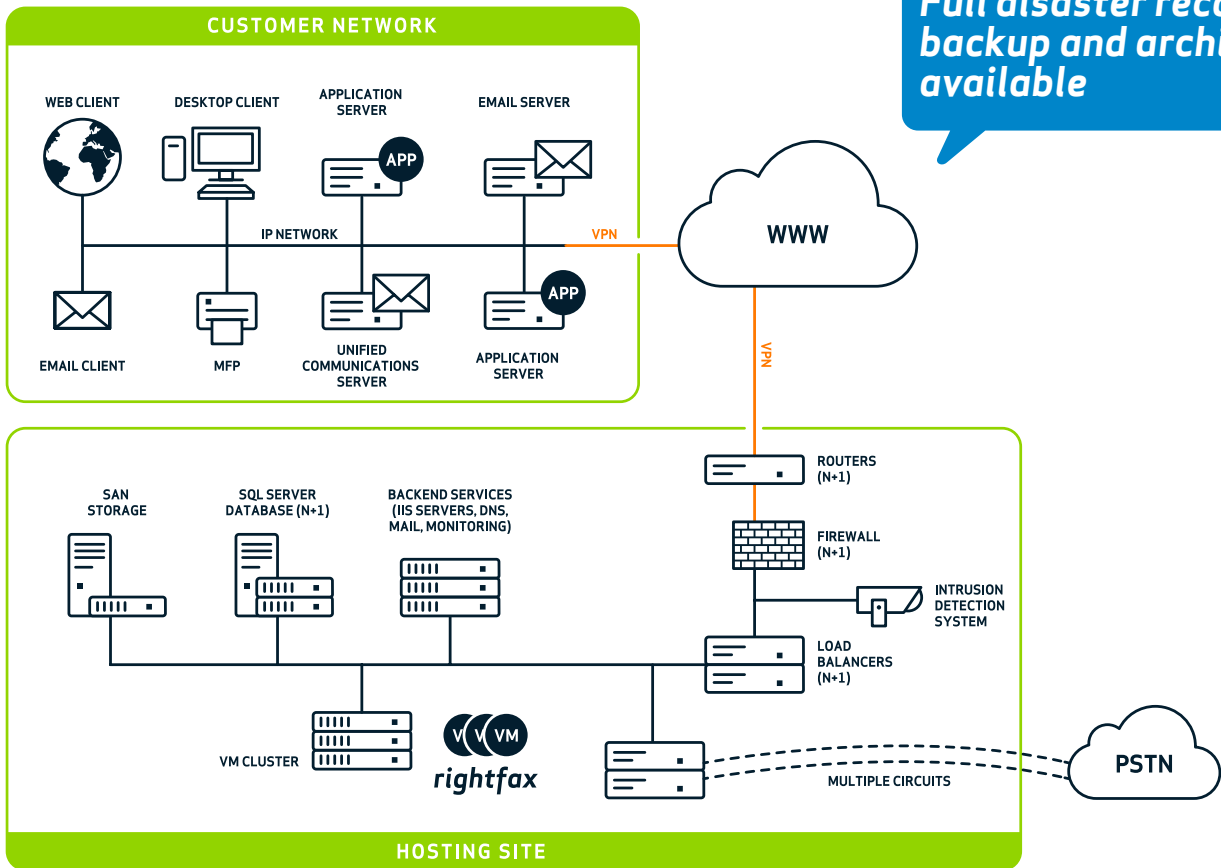 CUSTOMER NETWORK
Full disaster
backup and
available
WEB CLIENT
DESKTOP CLIENT
APPLICATION
SERVER
APP
EMAIL SERVER
IP NETWORK
VPN
WWW
EMAIL CLIENT
MFP
UNIFIED
COMMUNICATIONS
SERVER
APP
APPLICATION
SERVER
VPN
SAN
STORAGE
SQL SERVER
DATABASE (N+1)
BACKEND SERVICES
(IIS SERVERS, DNS,
MAIL, MONITORING)
ROUTERS
(N+1)
FIREWALL
(N+1)
INTRUSION
DETECTION
SYSTEM
LOAD
BALANCERS
(N+1)
VM CLUSTER
V V VM
rightfax
MULTIPLE CIRCUITS
PSTN
HOSTING SITE